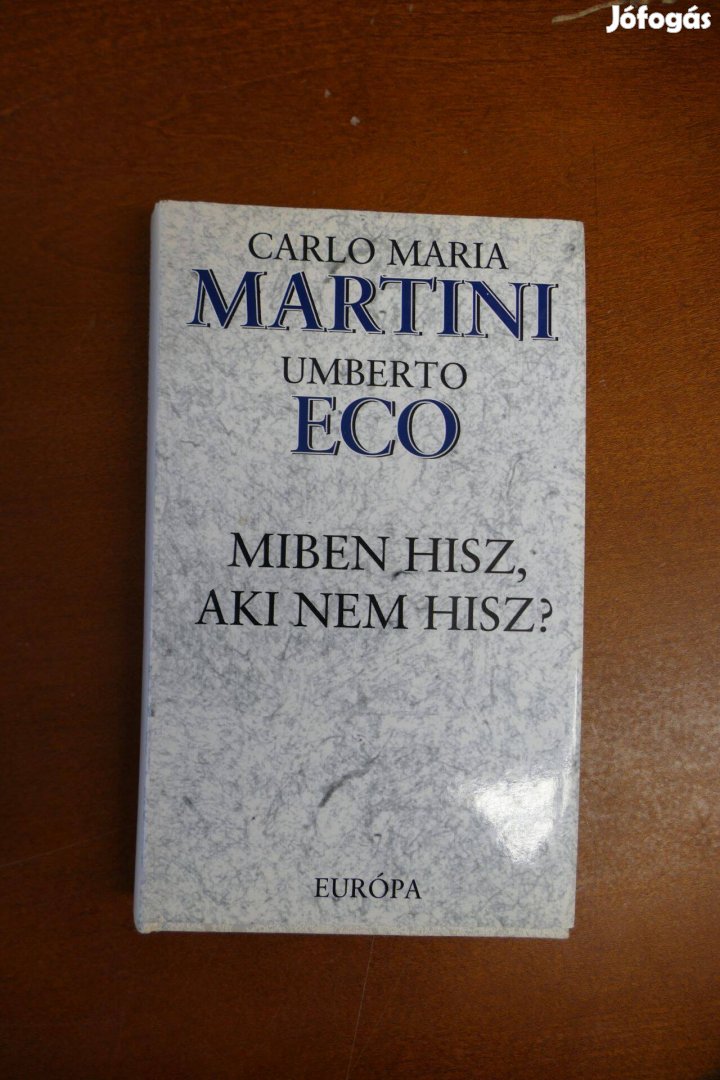 Jófogás
CARLO MARIA
MARTINI
UMBERTO
ECO
MIBEN HISZ,
AKI NEM HISZ?
EURÓPA